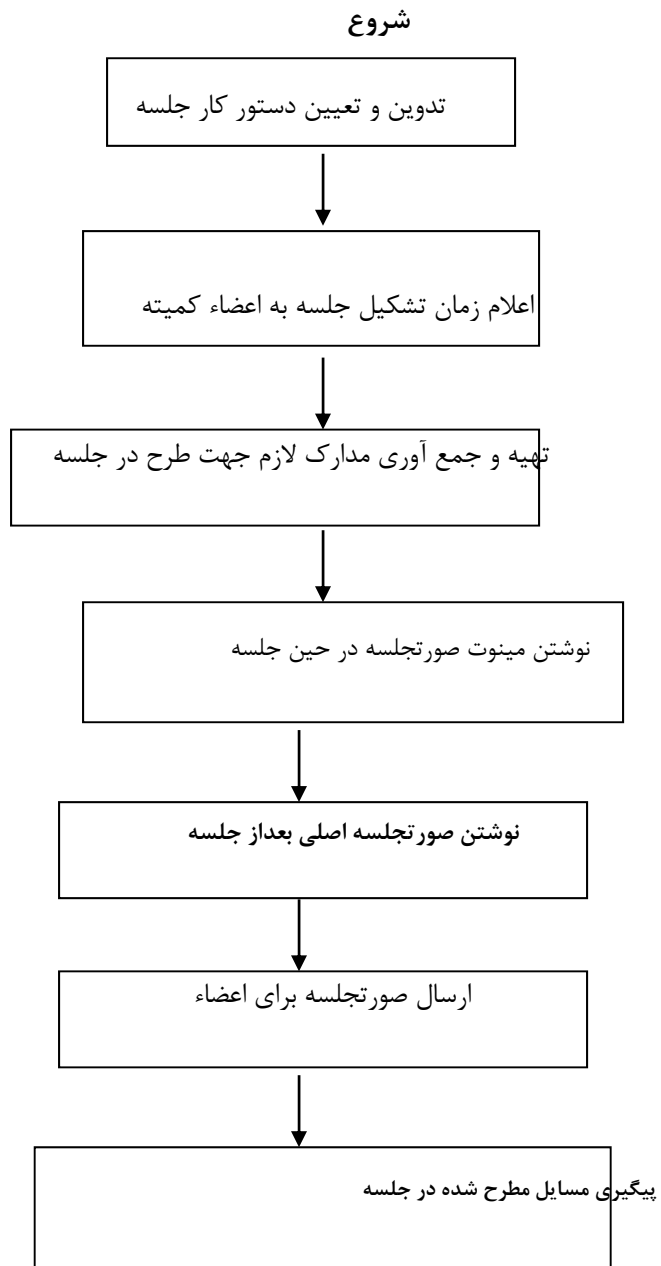 شروع
تدوین و تعیین دستور کار جلسه
اعلام زمان تشکیل جلسه به اعضاء کمیته
تهیه و جمع آوری مدارک لازم جهت طرح در جلسه
نوشتن مینوت صورتجلسه در حین جلسه
نوشتن صورتجلسه اصلی بعداز جلسه
ارسال صورتجلسه برای اعضاء
پیگیری مسایل مطرح شده در جلسه